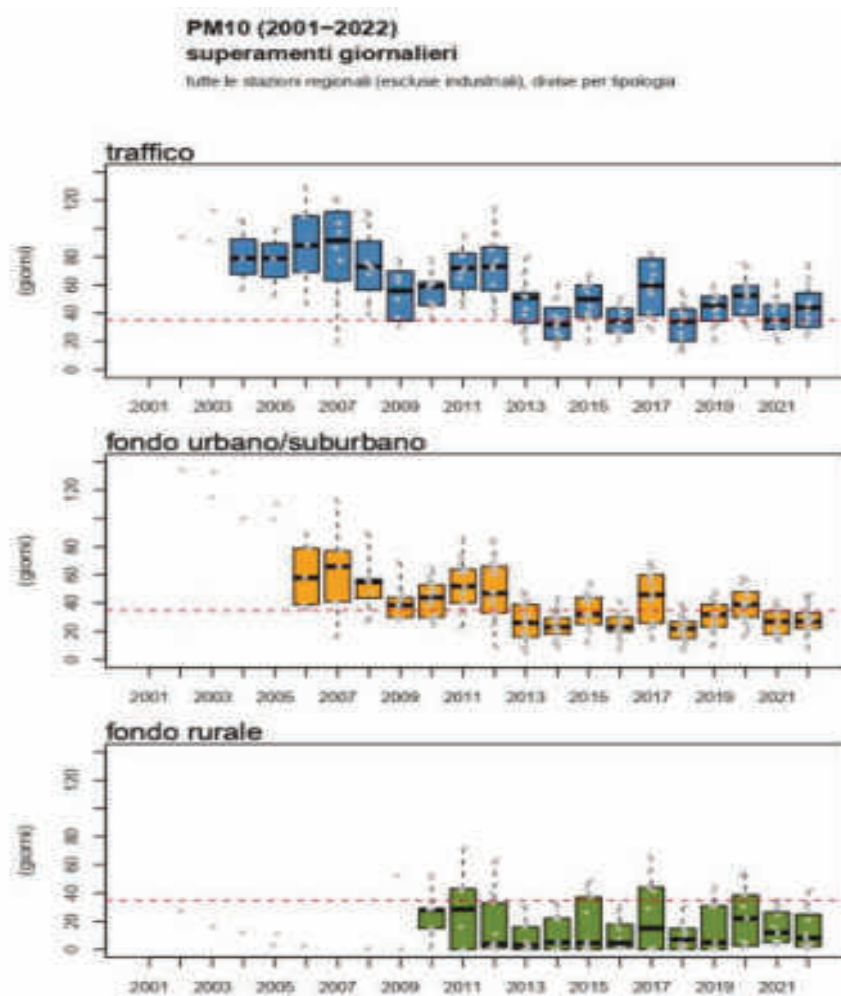 PM10 (2001−2022)
superamenti giornalieri
tutte le stazioni regionali (escluse industriali), divise per tipologia
traffico
(giorni)
0 20 40 60 80 120
2001 2003 2005 2007 2009 2011 2013 2015 2017 2019 2021
fondo urbano/suburbano
(giorni)
0 20 40 60 80 120
2001 2003 2005 2007 2009 2011 2013 2015 2017 2019 2021
fondo rurale
(giorni)
0 20 40 60 80 120
2001 2003 2005 2007 2009 2011 2013 2015 2017 2019 2021